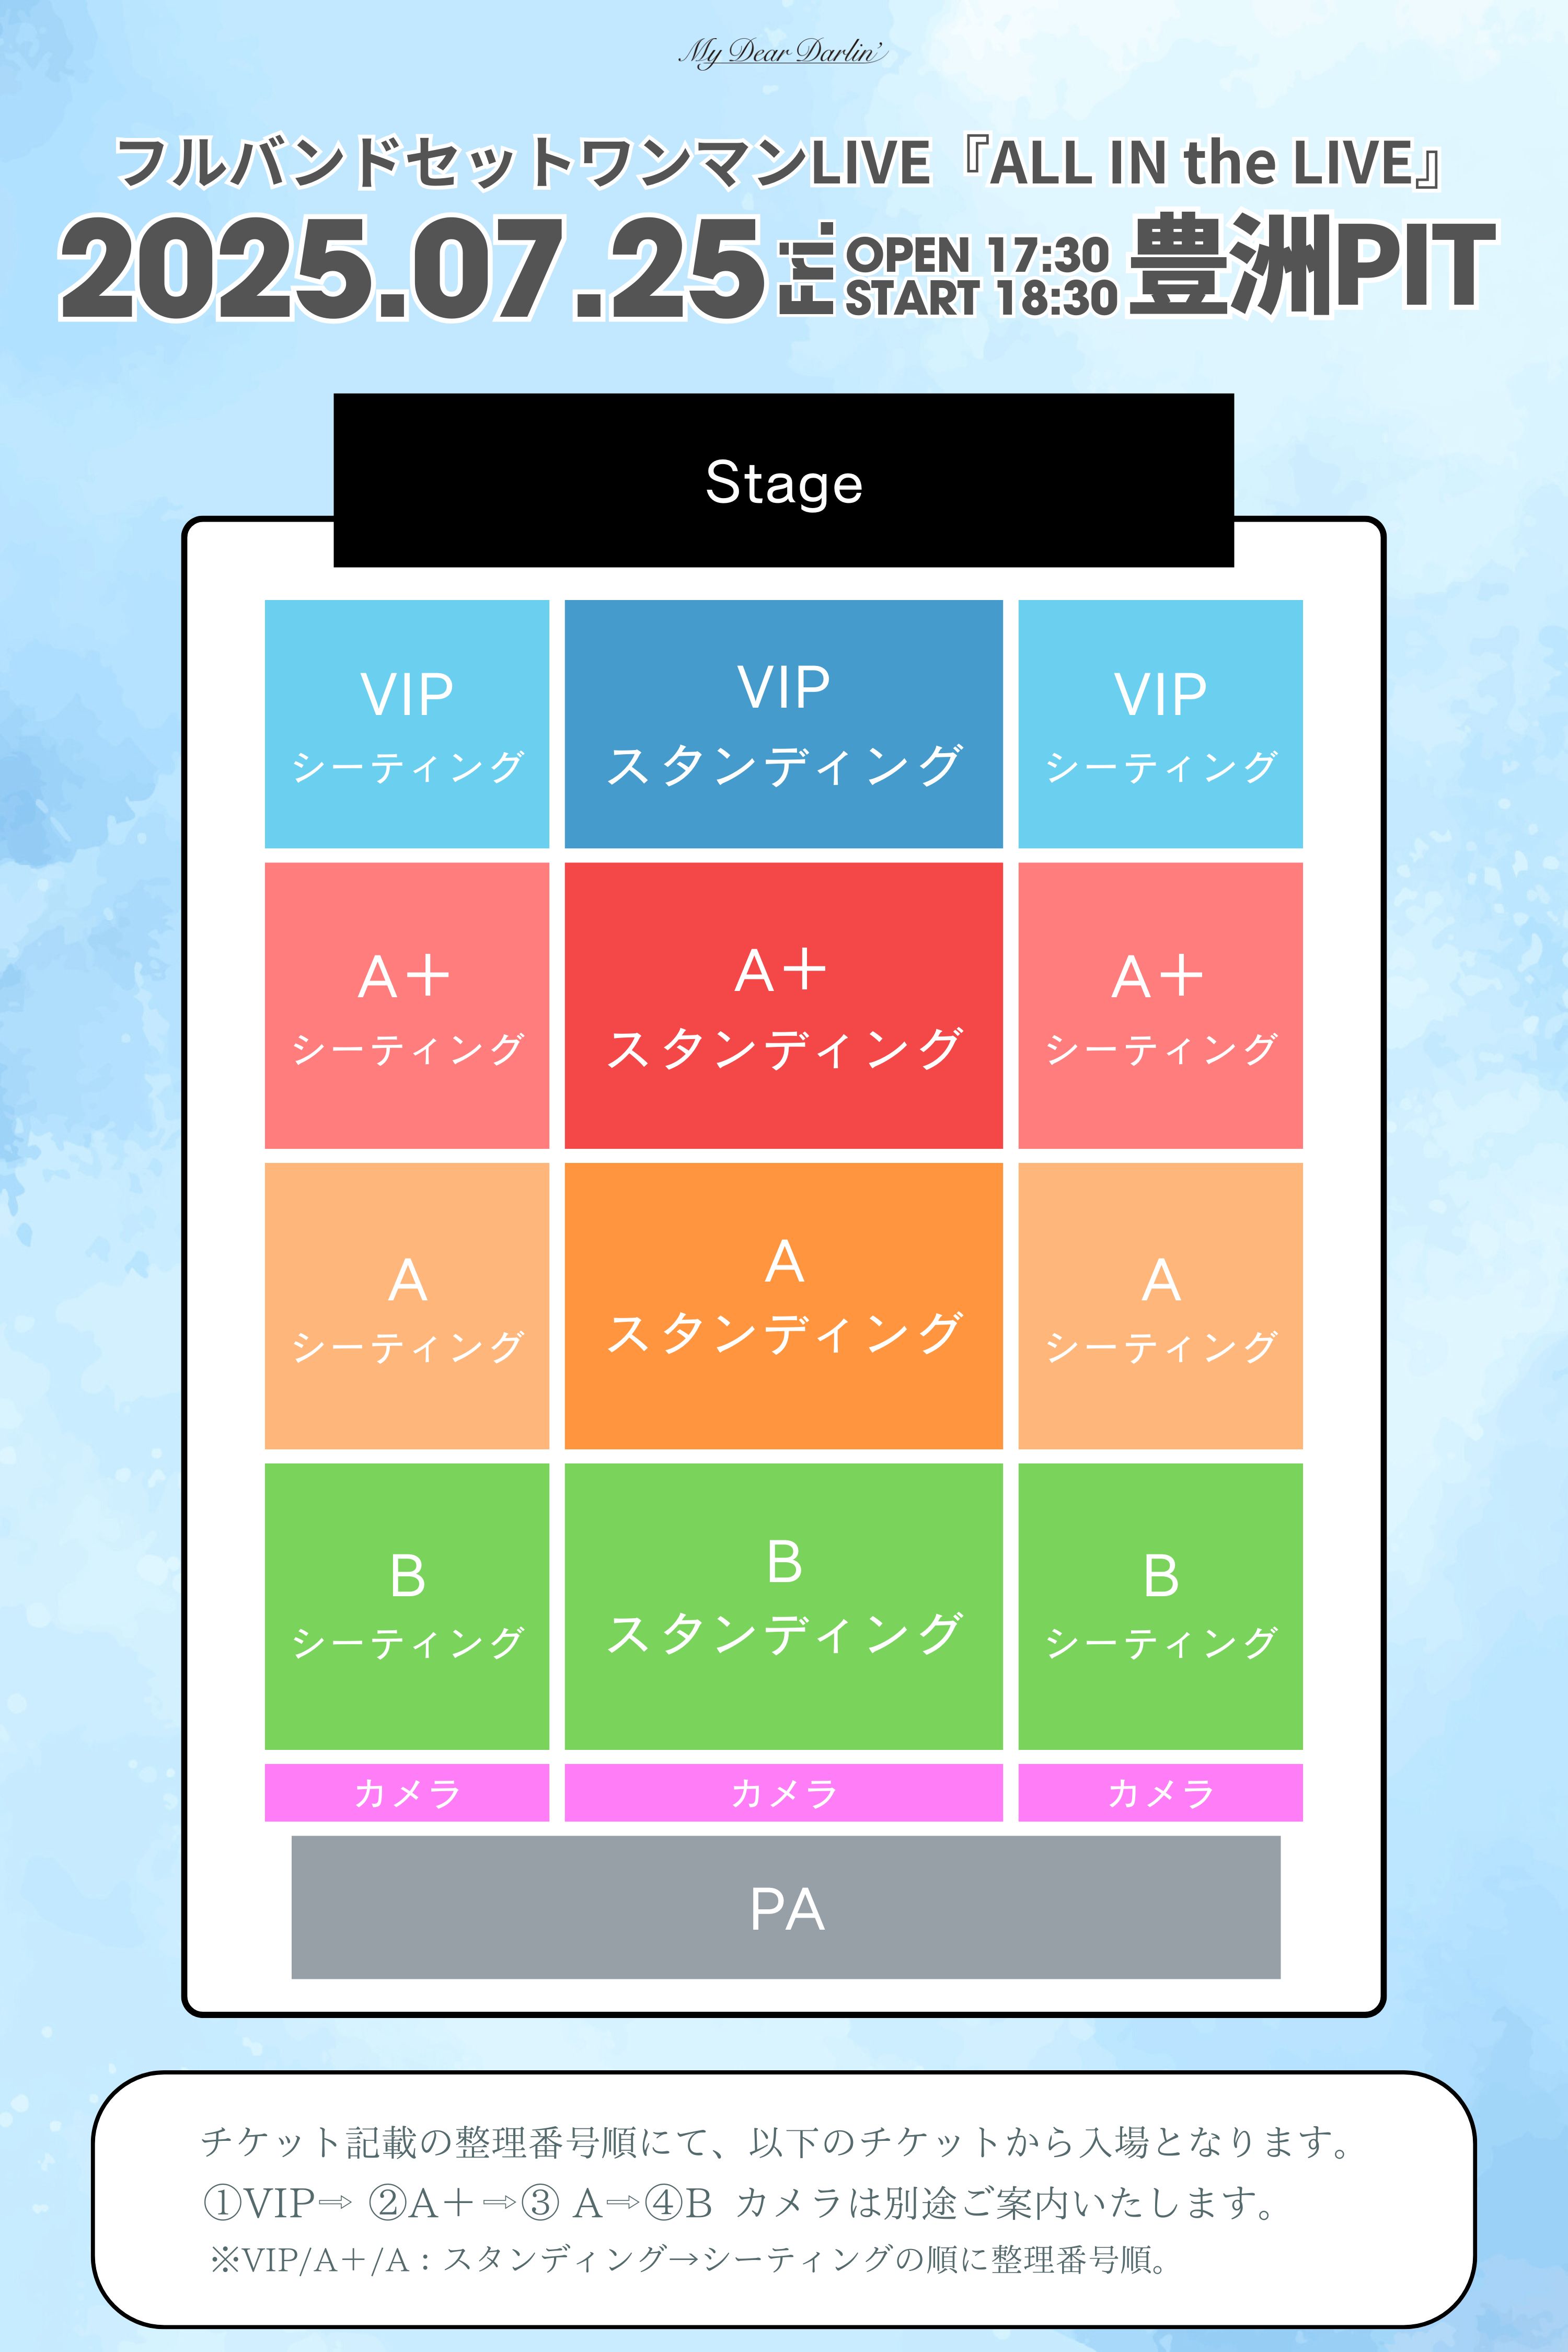 My Dear Darlin'
フルバンドセットワンマンLIVE『ALL IN the LIVE』
2025.07.25 Fri OPEN 17:30 START 18:30 豊洲PIT
Stage
VIP シーティング
VIP スタンディング
VIP シーティング
A＋ シーティング
A＋ スタンディング
A＋ シーティング
A シーティング
A スタンディング
A シーティング
B シーティング
B スタンディング
B シーティング
カメラ
カメラ
カメラ
PA
チケット記載の整理番号順にて、以下のチケットから入場となります。
①VIP⇨ ②A＋⇨③ A⇨④B カメラは別途ご案内いたします。
※VIP/A＋/A：スタンディング→シーティングの順に整理番号順。